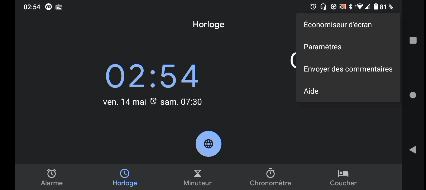 02:54
81 %
Horloge
Économiseur d'écran
Paramètres
Envoyer des commentaires
Aide
02:54
ven. 14 mai sam. 07:30
Alarme
Horloge
Minuteur
Chronomètre
Coucher